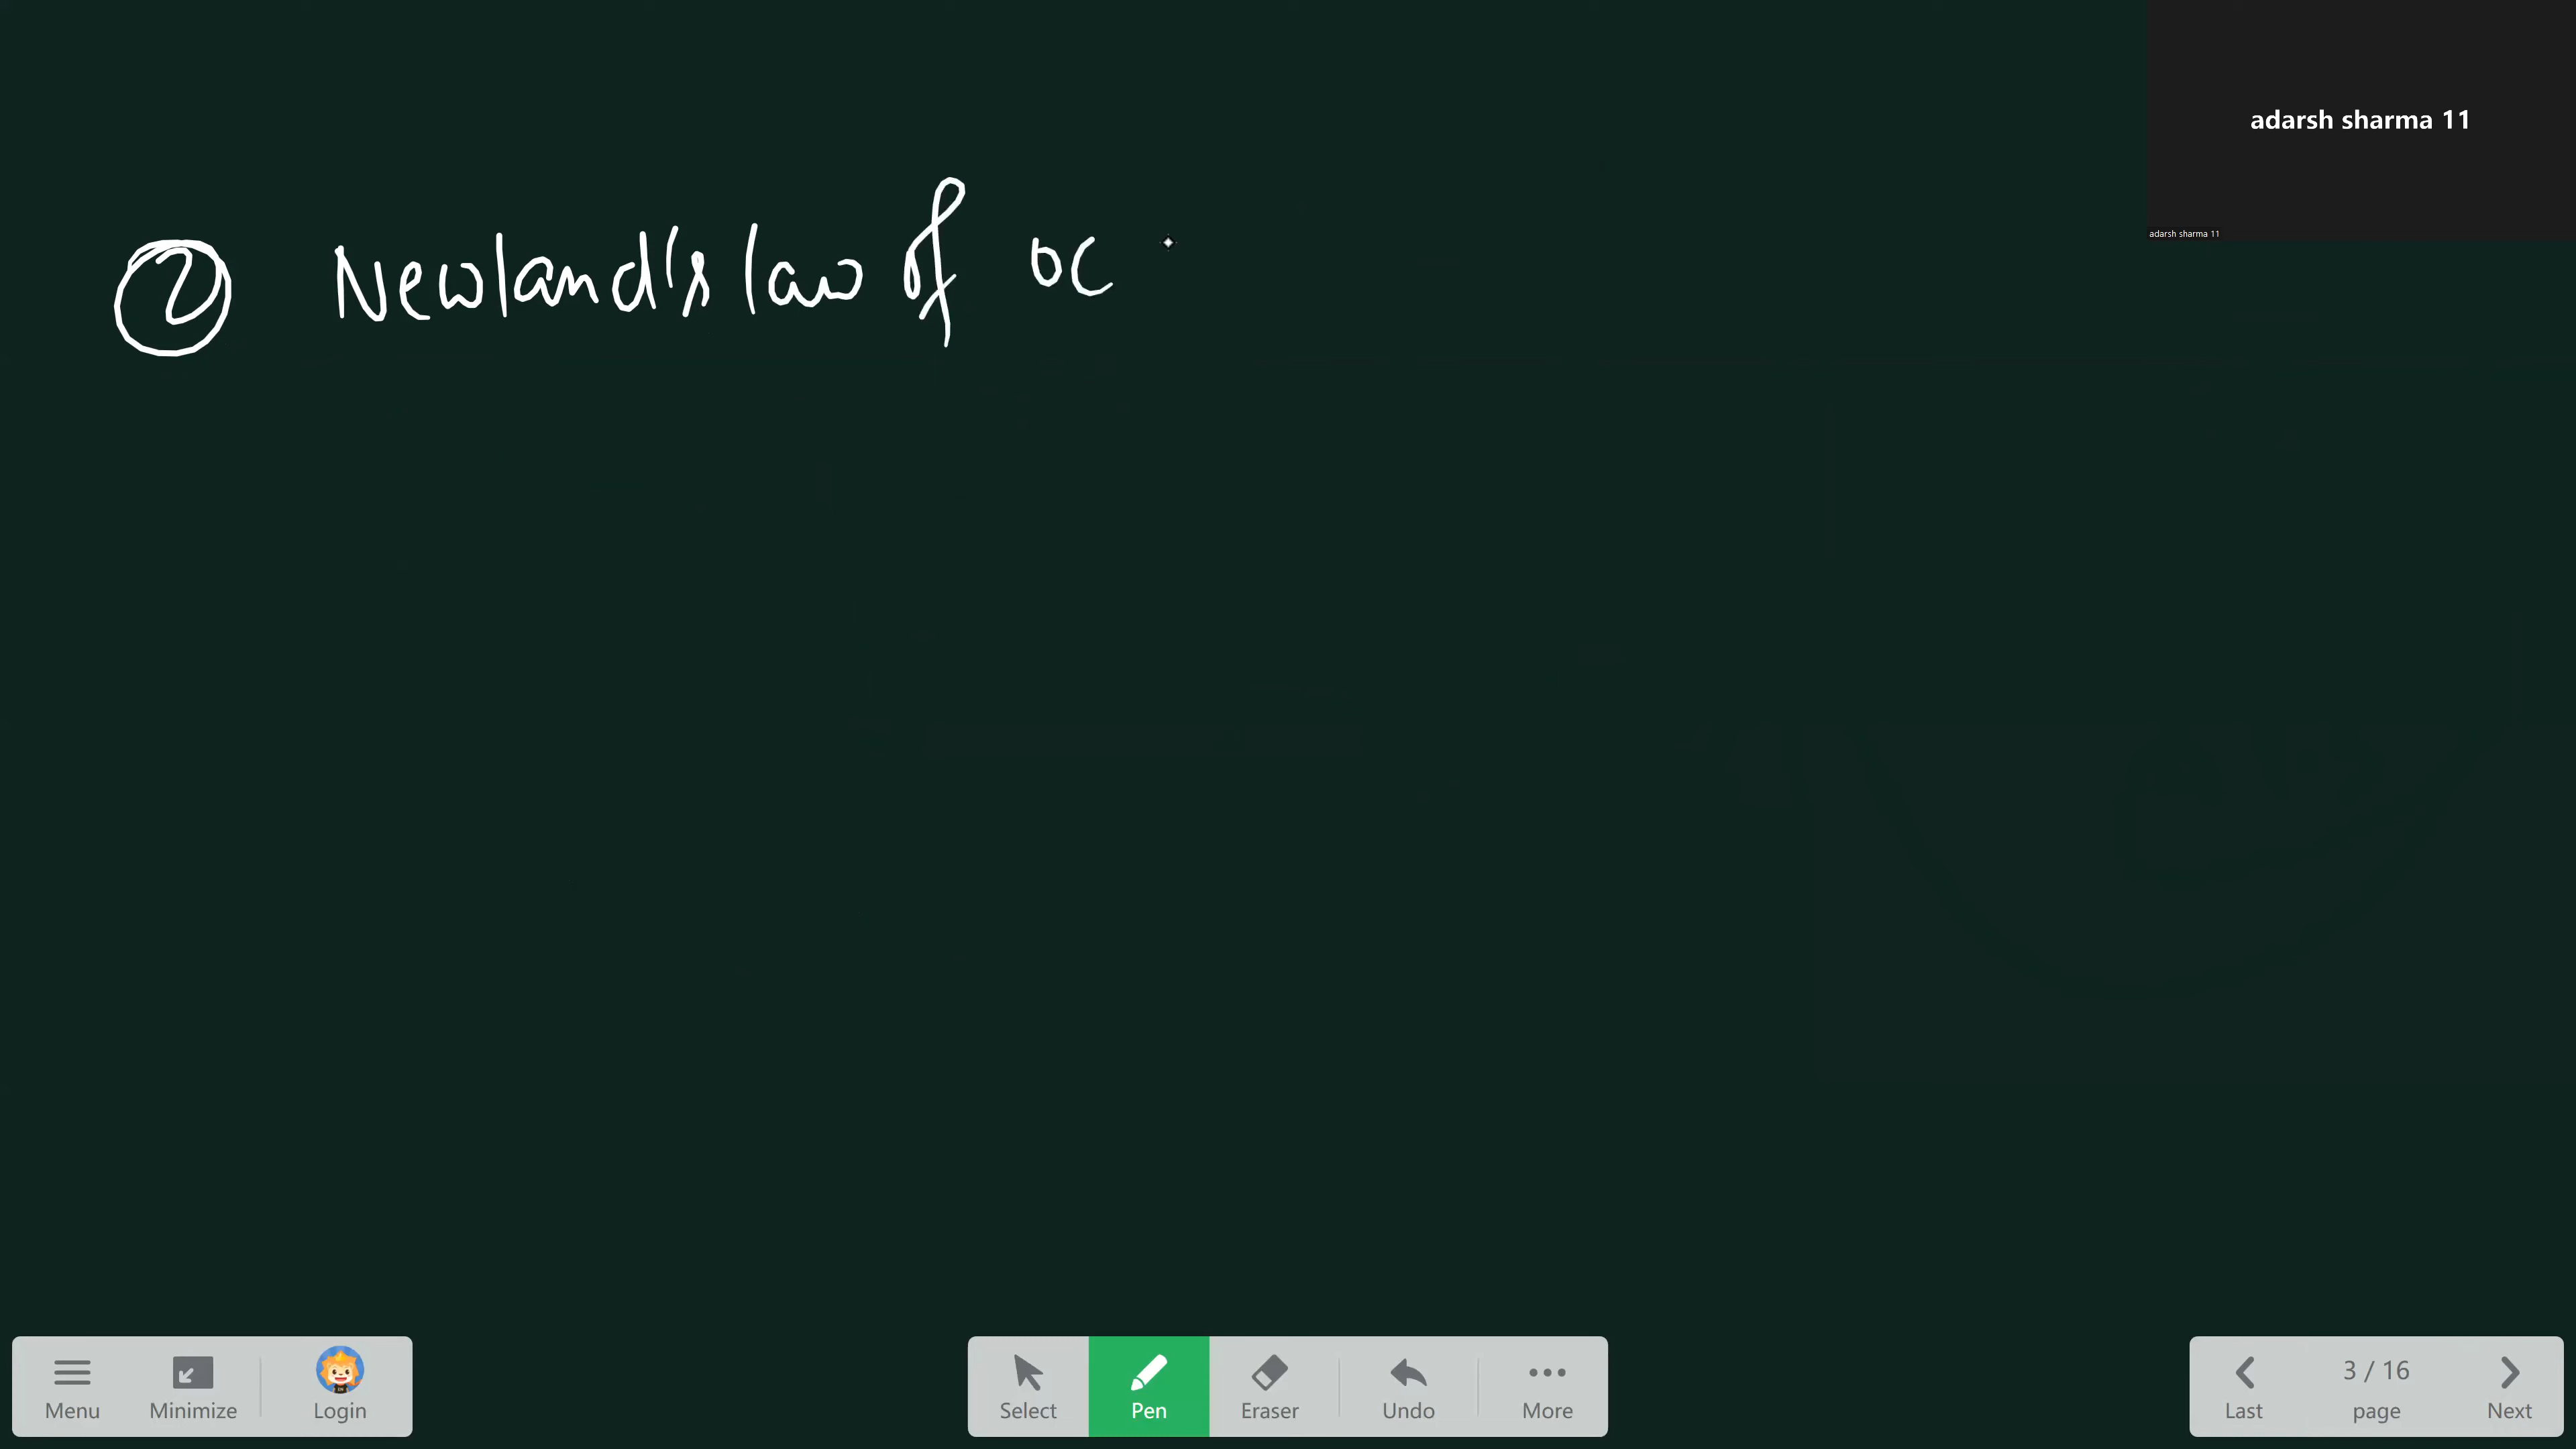 adarsh sharma 11
adarsh sharma 11
② Newland's law of oc
Menu Minimize Login Select Pen Eraser Undo More Last 3 / 16 page Next